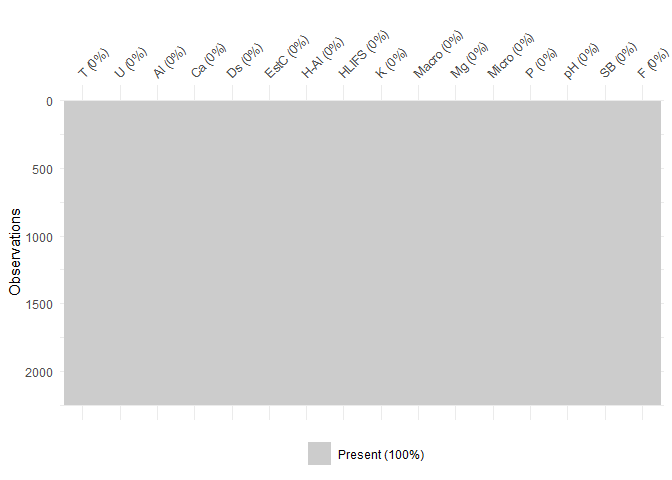 T (0%)
U (0%)
Al (0%)
Ca (0%)
Ds (0%)
EstC (0%)
H-Al (0%)
HLIFS (0%)
K (0%)
Macro (0%)
Mg (0%)
Micro (0%)
P (0%)
pH (0%)
SB (0%)
F (0%)
0
500
1000
1500
2000
Observations
Present (100%)